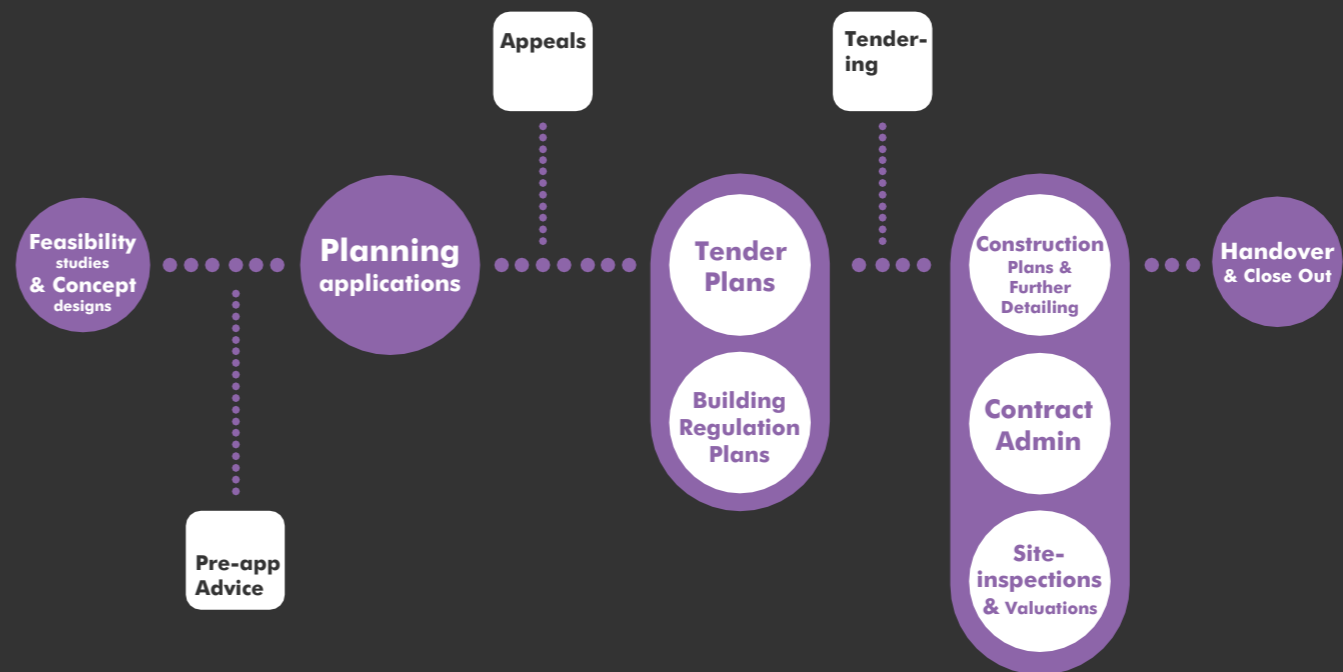 Appeals
Tender-
ing
Feasibility
studies
& Concept
designs
Planning
applications
Tender
Plans
Building
Regulation
Plans
Construction
Plans &
Further
Detailing
Contract
Admin
Site-
inspections
& Valuations
Handover
& Close Out
Pre-app
Advice